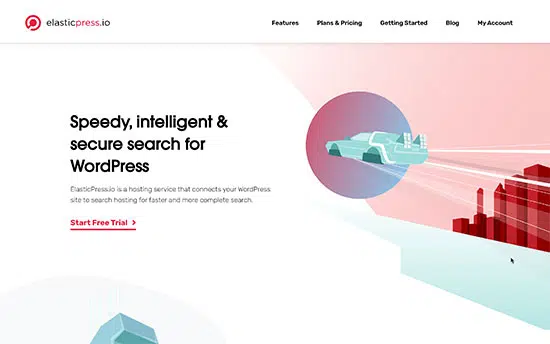 elasticpress.io
Features Plans & Pricing Getting Started Blog My Account
Speedy, intelligent &
secure search for
WordPress
ElasticPress.io is a hosting service that connects your WordPress
site to search hosting for faster and more complete search.
Start Free Trial